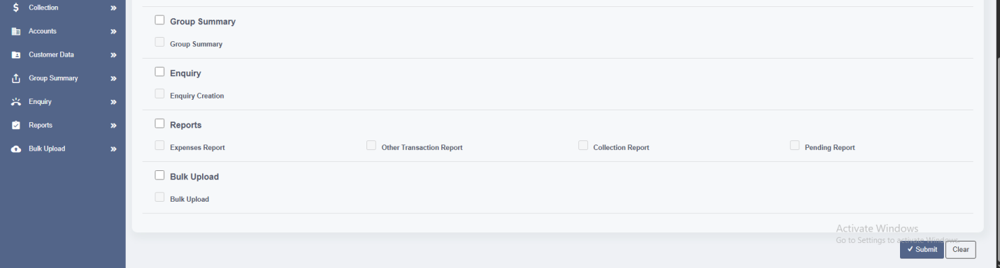 Collection
Accounts
Customer Data
Group Summary
Enquiry
Reports
Bulk Upload
Group Summary
Group Summary
Enquiry
Enquiry Creation
Reports
Expenses Report Other Transaction Report Collection Report Pending Report
Bulk Upload
Bulk Upload
Activate Windows
Go to Settings to activate Windows.
Submit Clear